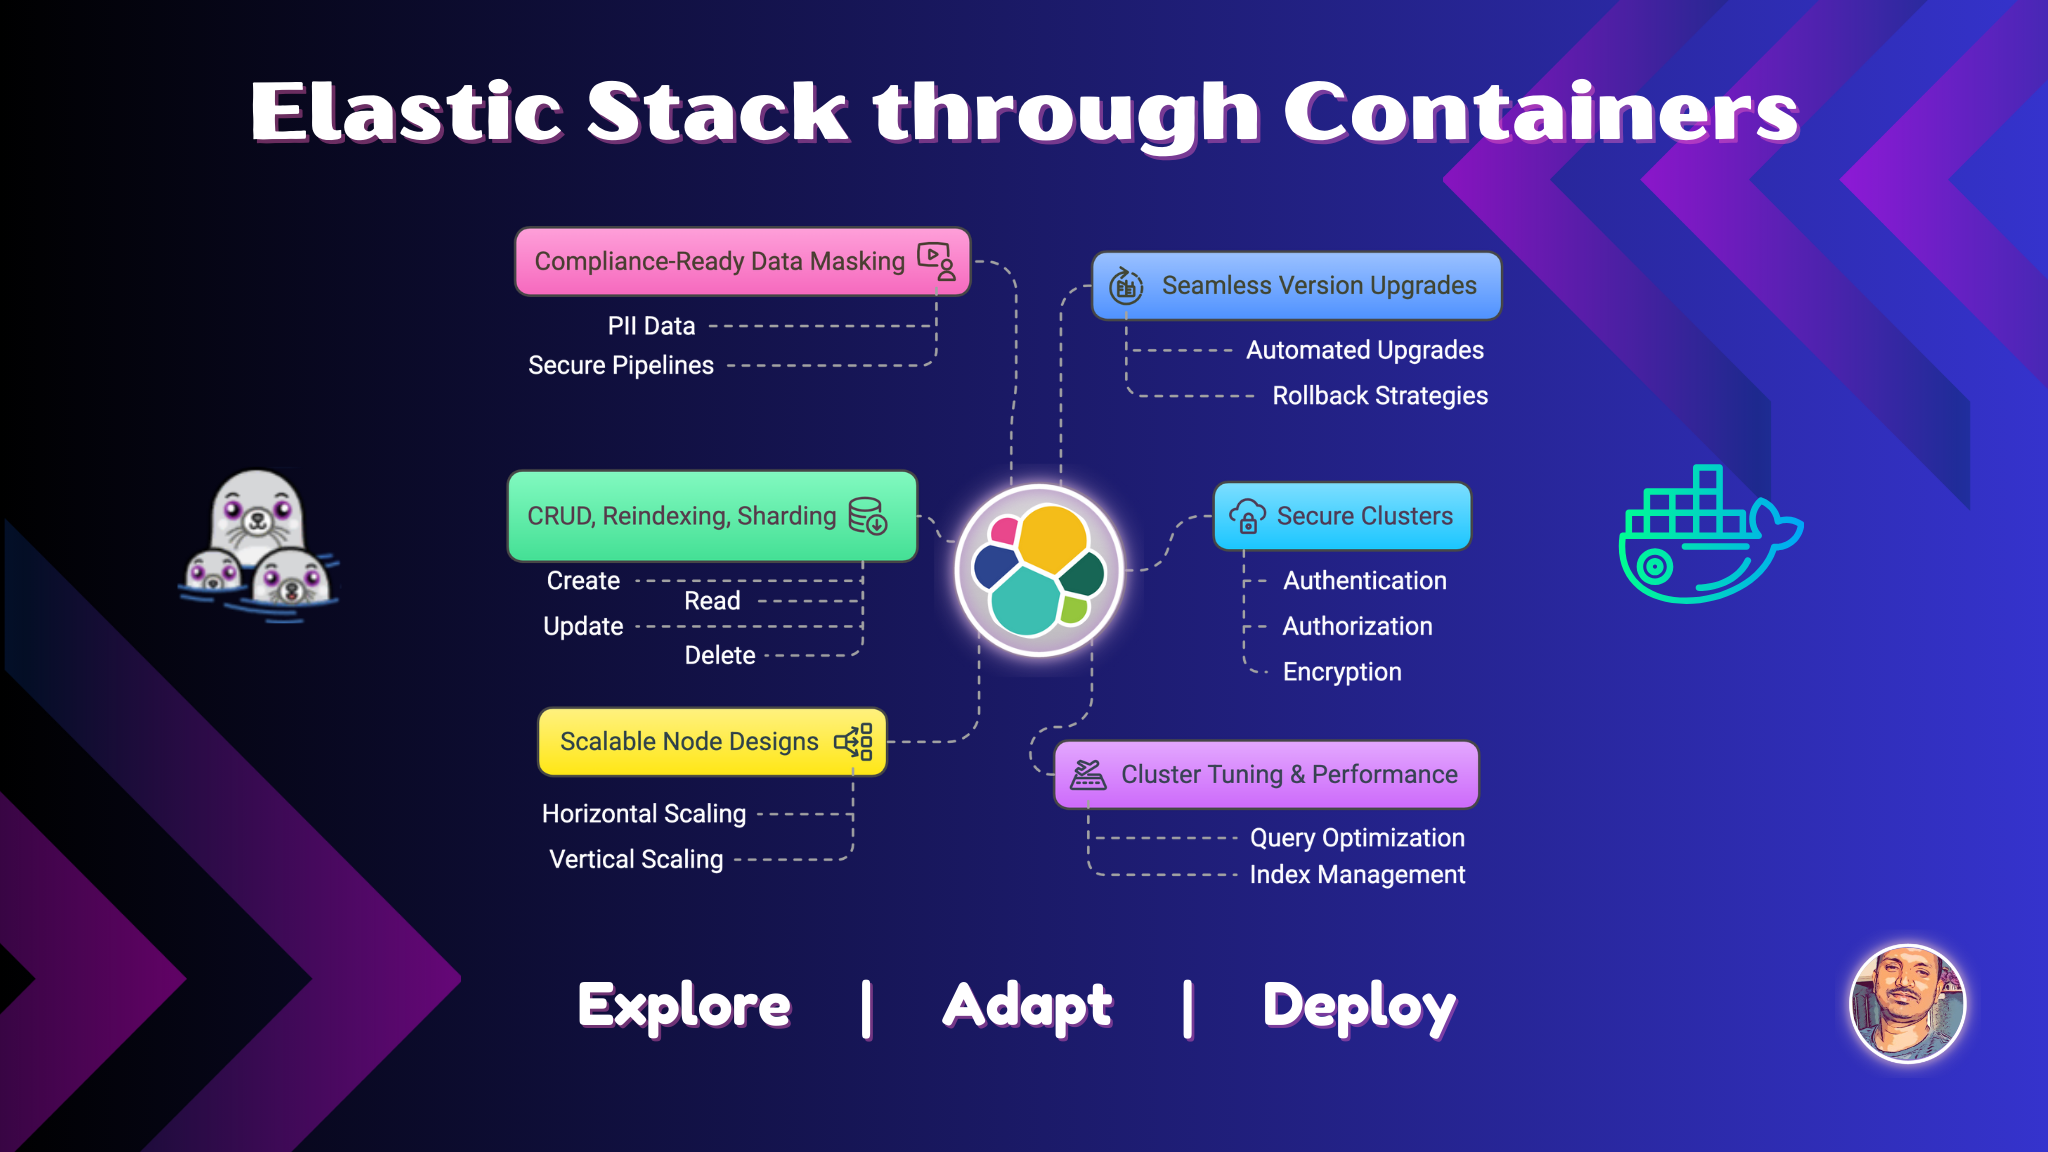 Elastic Stack through Containers
Compliance-Ready Data Masking
PII Data
Secure Pipelines
Seamless Version Upgrades
Automated Upgrades
Rollback Strategies
CRUD, Reindexing, Sharding
Create
Read
Update
Delete
Secure Clusters
Authentication
Authorization
Encryption
Scalable Node Designs
Horizontal Scaling
Vertical Scaling
Cluster Tuning & Performance
Query Optimization
Index Management
Explore | Adapt | Deploy